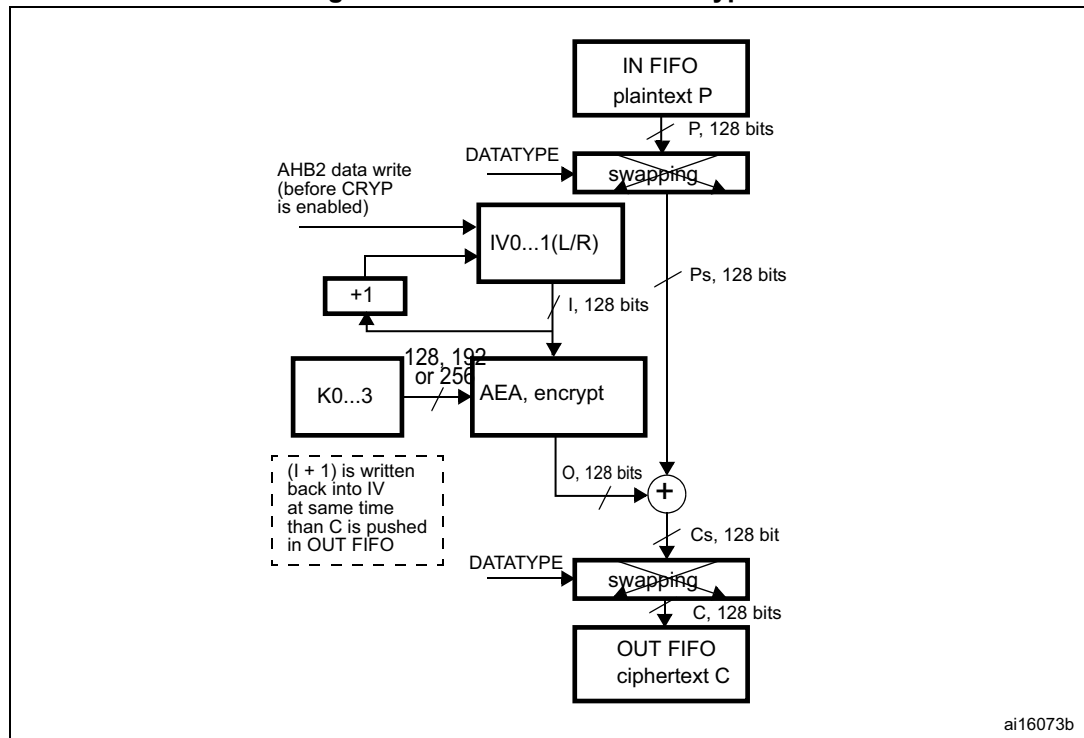 IN FIFO
plaintext P
P, 128 bits
DATATYPE
swapping
AHB2 data write
(before CRYP
is enabled)
IV0...1(L/R)
Ps, 128 bits
+1
I, 128 bits
128, 192
or 256
K0...3
AEA, encrypt
(I + 1) is written
back into IV
at same time
than C is pushed
in OUT FIFO
O, 128 bits
+
Cs, 128 bit
DATATYPE
swapping
C, 128 bits
OUT FIFO
ciphertext C
ai16073b